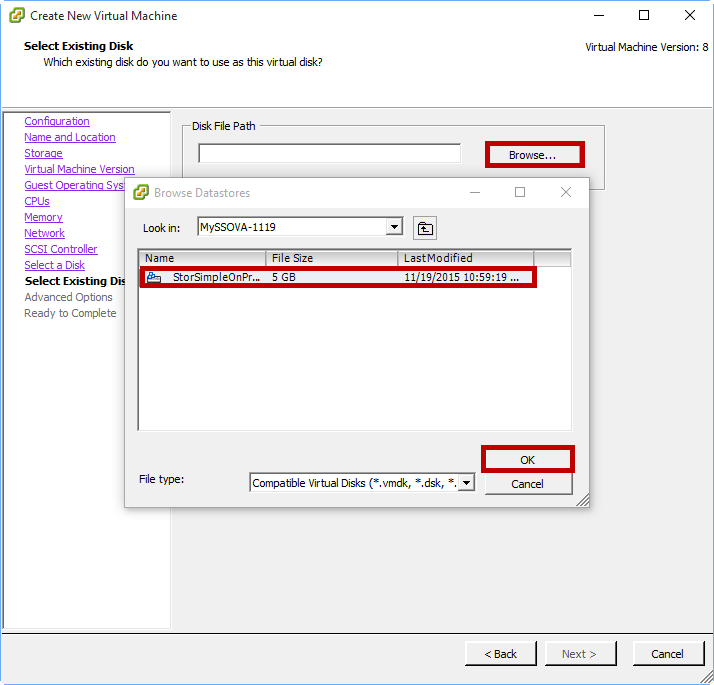 Create New Virtual Machine
Select Existing Disk
Which existing disk do you want to use as this virtual disk?
Virtual Machine Version: 8
Configuration
Name and Location
Storage
Virtual Machine Version
Guest Operating Sys
CPUs
Memory
Network
SCSI Controller
Select a Disk
Select Existing Dis
Advanced Options
Ready to Complete
Disk File Path
Browse...
Browse Datastores
Look in: MySSOVA-1119
Name File Size Last Modified
StorSimpleOnPr... 5 GB 11/19/2015 10:59:19 ...
OK
File type: Compatible Virtual Disks (*.vmdk, *.dsk, *.
Cancel
< Back Next > Cancel